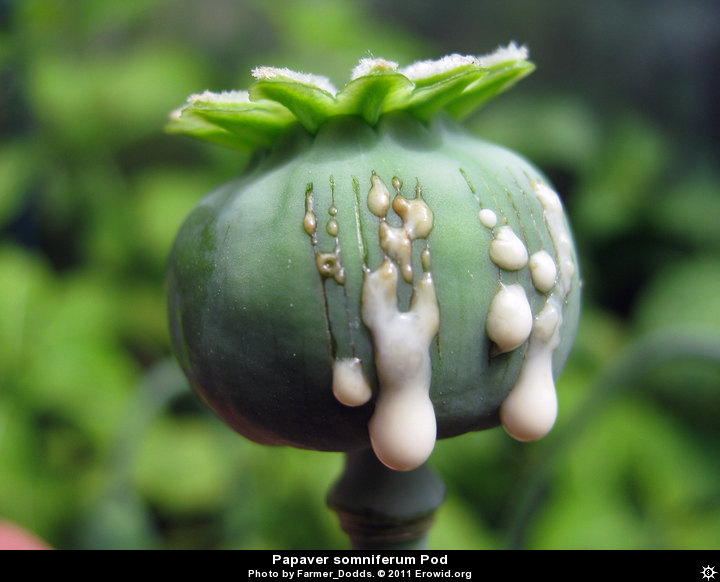 Papaver somniferum Pod
Photo by Farmer_Dodds. © 2011 Erowid.org